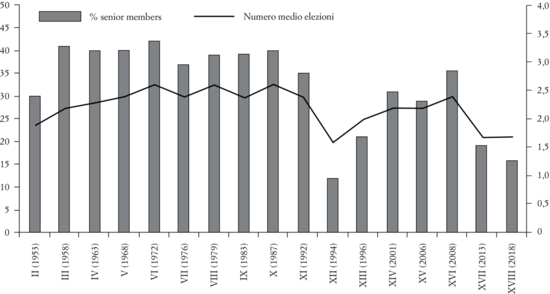 % senior members
Numero medio elezioni
50
45
40
35
30
25
20
15
10
5
0
4,0
3,5
3,0
2,5
2,0
1,5
1,0
0,5
0
II (1953)
III (1958)
IV (1963)
V (1968)
VI (1972)
VII (1976)
VIII (1979)
IX (1983)
X (1987)
XI (1992)
XII (1994)
XIII (1996)
XIV (2001)
XV (2006)
XVI (2008)
XVII (2013)
XVIII (2018)